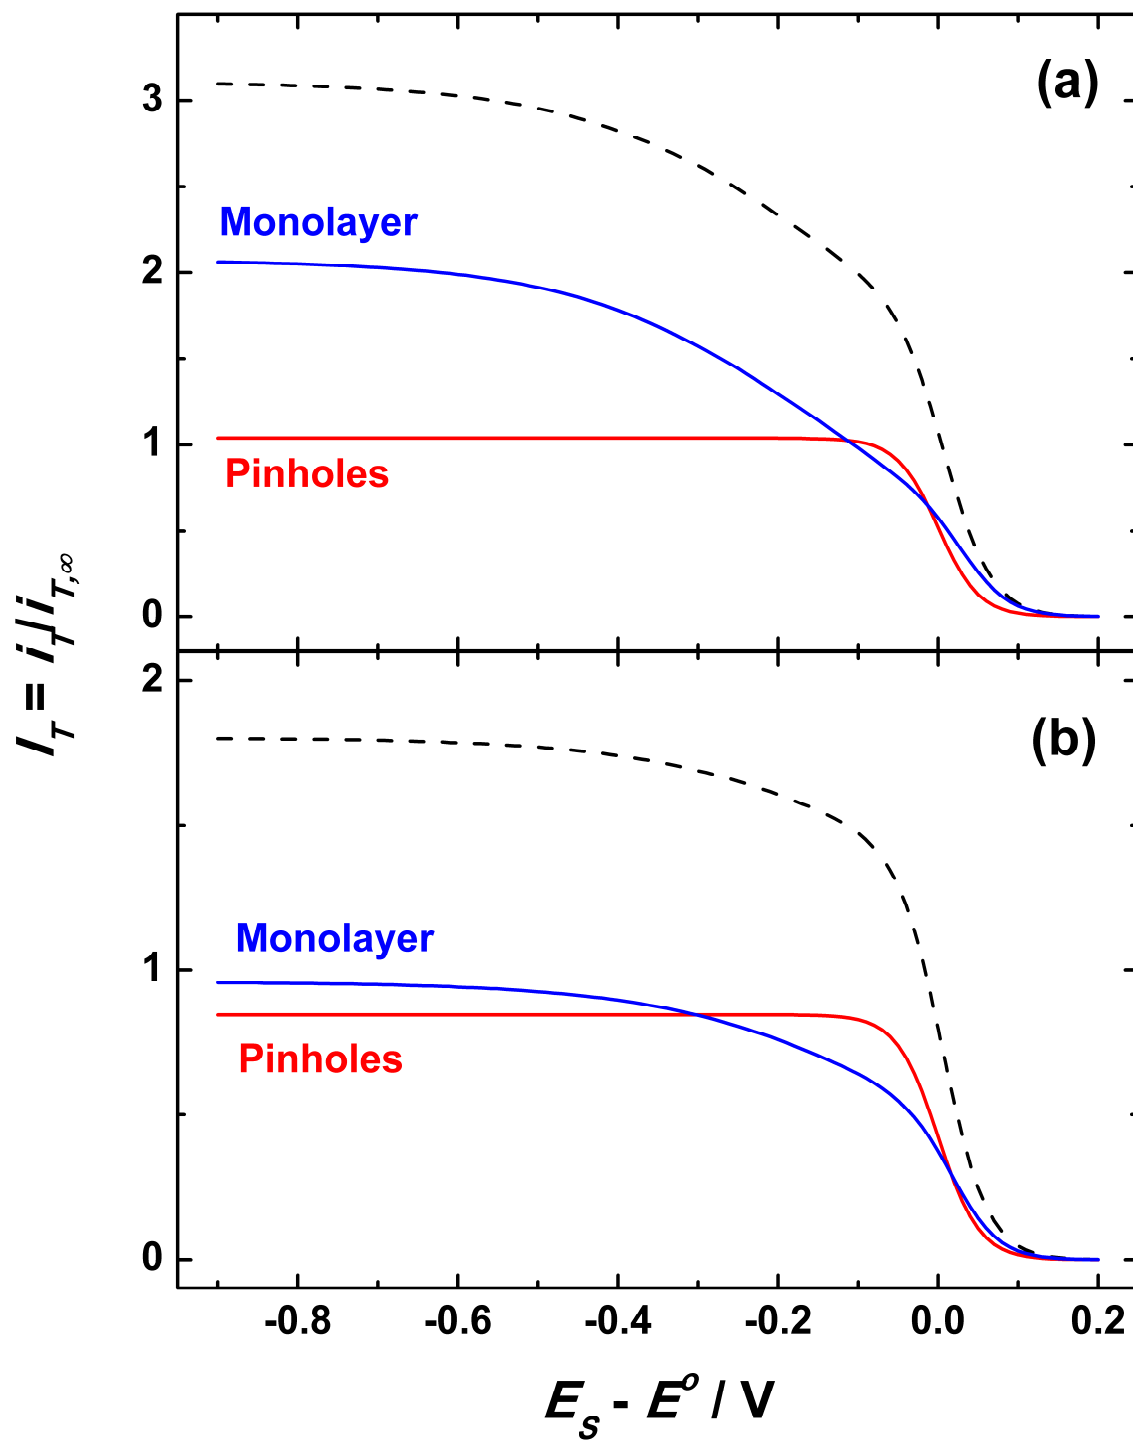 (a)
3
Monolayer
2
1
Pinholes
0
I_T = i_T/i_{T,∞}
2
(b)
Monolayer
1
Pinholes
0
-0.8 -0.6 -0.4 -0.2 0.0 0.2
E_S - E^o / V